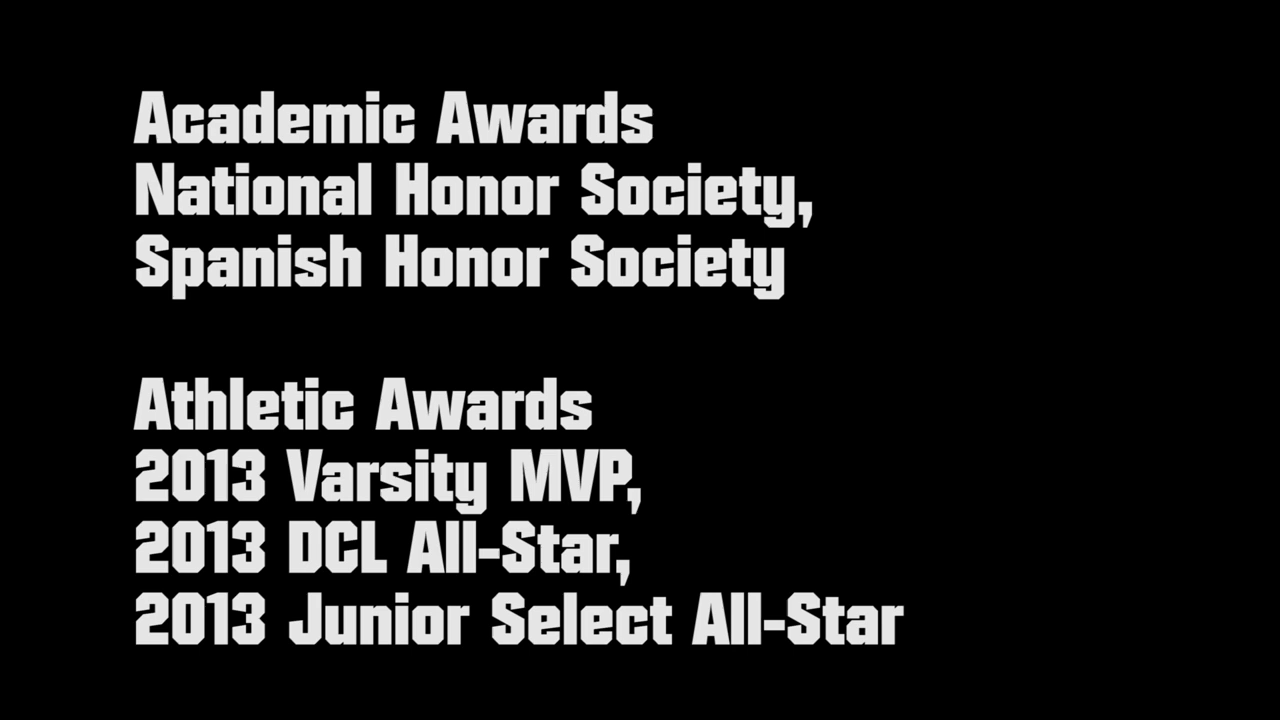 Academic Awards
National Honor Society,
Spanish Honor Society
Athletic Awards
2013 Varsity MVP,
2013 DCL All-Star,
2013 Junior Select All-Star